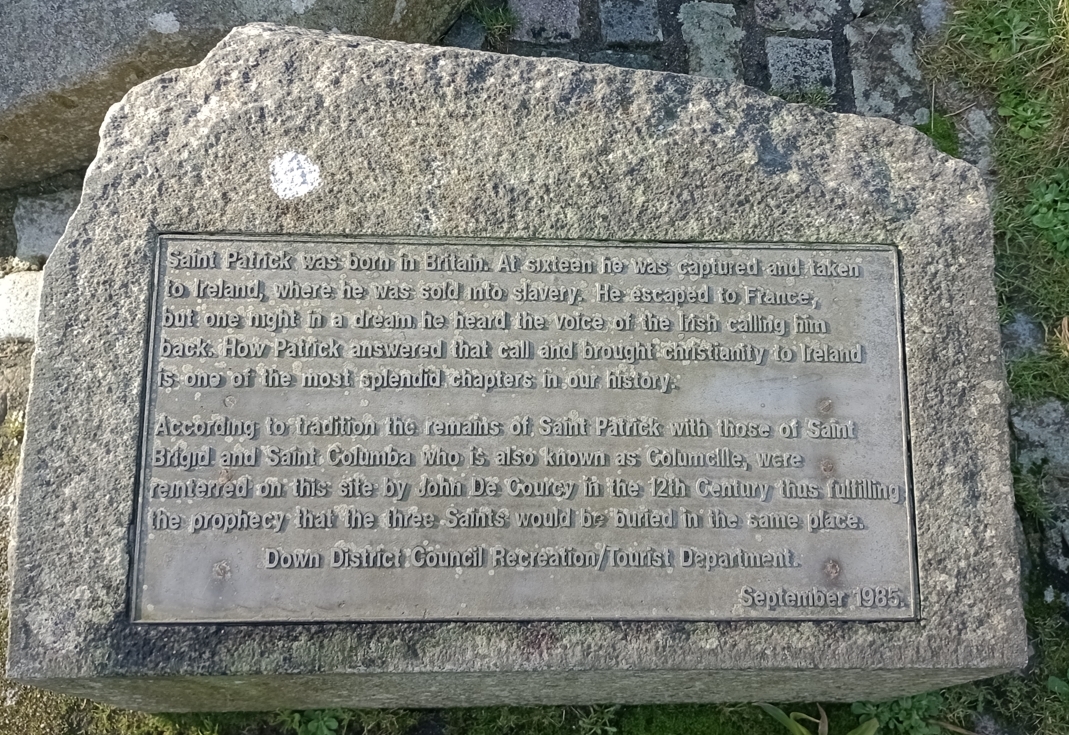 Saint Patrick was born in Britain. At sixteen he was captured and taken
to Ireland, where he was sold into slavery. He escaped to France,
but one night in a dream he heard the voice of the Irish calling him
back. How Patrick answered that call and brought christianity to Ireland
is one of the most splendid chapters in our history.
According to tradition the remains of Saint Patrick with those of Saint
Brigid and Saint Columba who is also known as Columcille, were
reinterred on this site by John De Courcy in the 12th Century thus fulfilling
the prophecy that the three Saints would be buried in the same place.
Down District Council Recreation/Tourist Department.
September 1985.